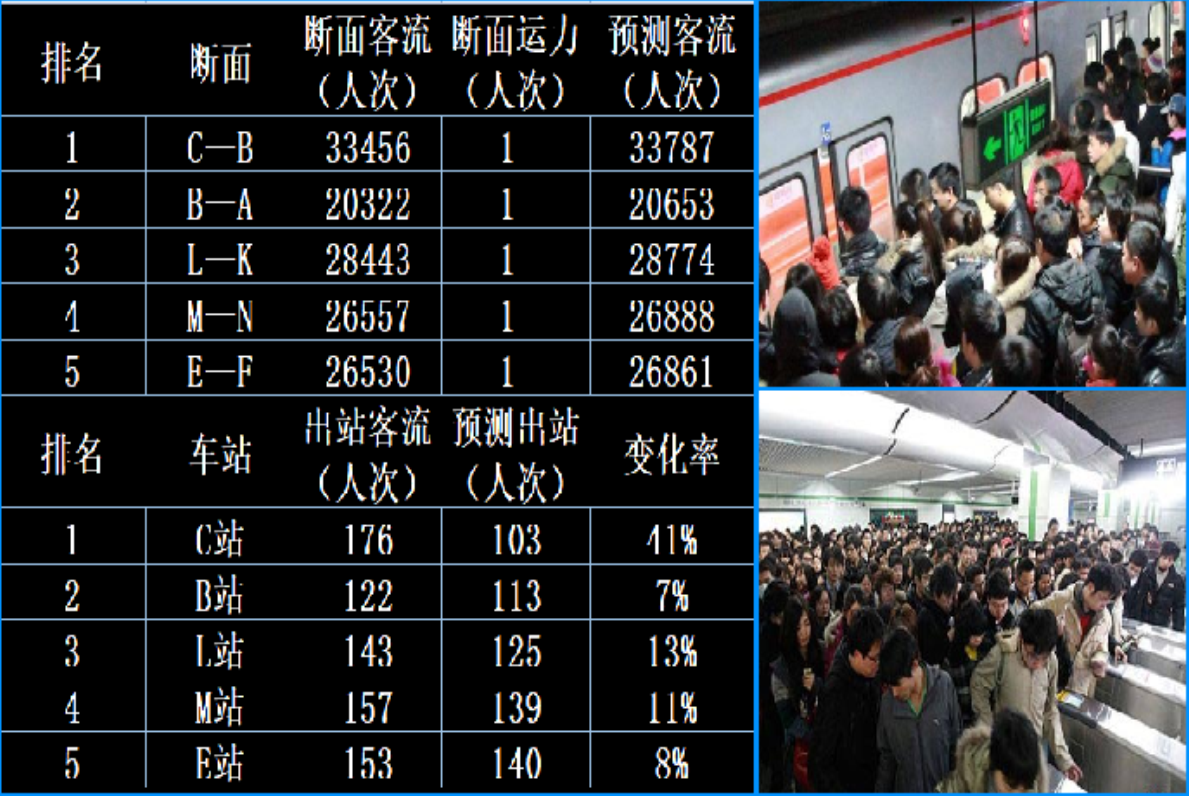 排名 断面 断面客流（人次） 断面运力（人次） 预测客流（人次）
1 C—B 33456 1 33787
2 B—A 20322 1 20653
3 L—K 28443 1 28774
4 M—N 26557 1 26888
5 E—F 26530 1 26861
排名 车站 出站客流（人次） 预测出站（人次） 变化率
1 C站 176 103 41%
2 B站 122 113 7%
3 L站 143 125 13%
4 M站 157 139 11%
5 E站 153 140 8%